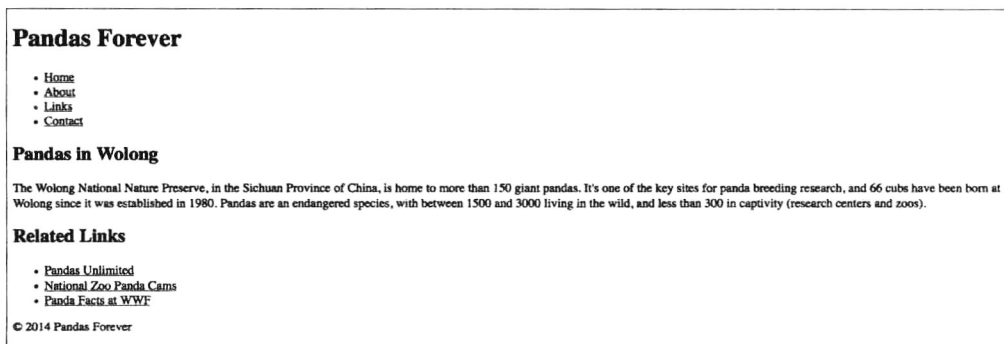 Pandas Forever
• Home
• About
• Links
• Contact
Pandas in Wolong
The Wolong National Nature Preserve, in the Sichuan Province of China, is home to more than 150 giant pandas. It's one of the key sites for panda breeding research, and 66 cubs have been born at
Wolong since it was established in 1980. Pandas are an endangered species, with between 1500 and 3000 living in the wild, and less than 300 in captivity (research centers and zoos).
Related Links
• Pandas Unlimited
• National Zoo Panda Cams
• Panda Facts at WWF
© 2014 Pandas Forever